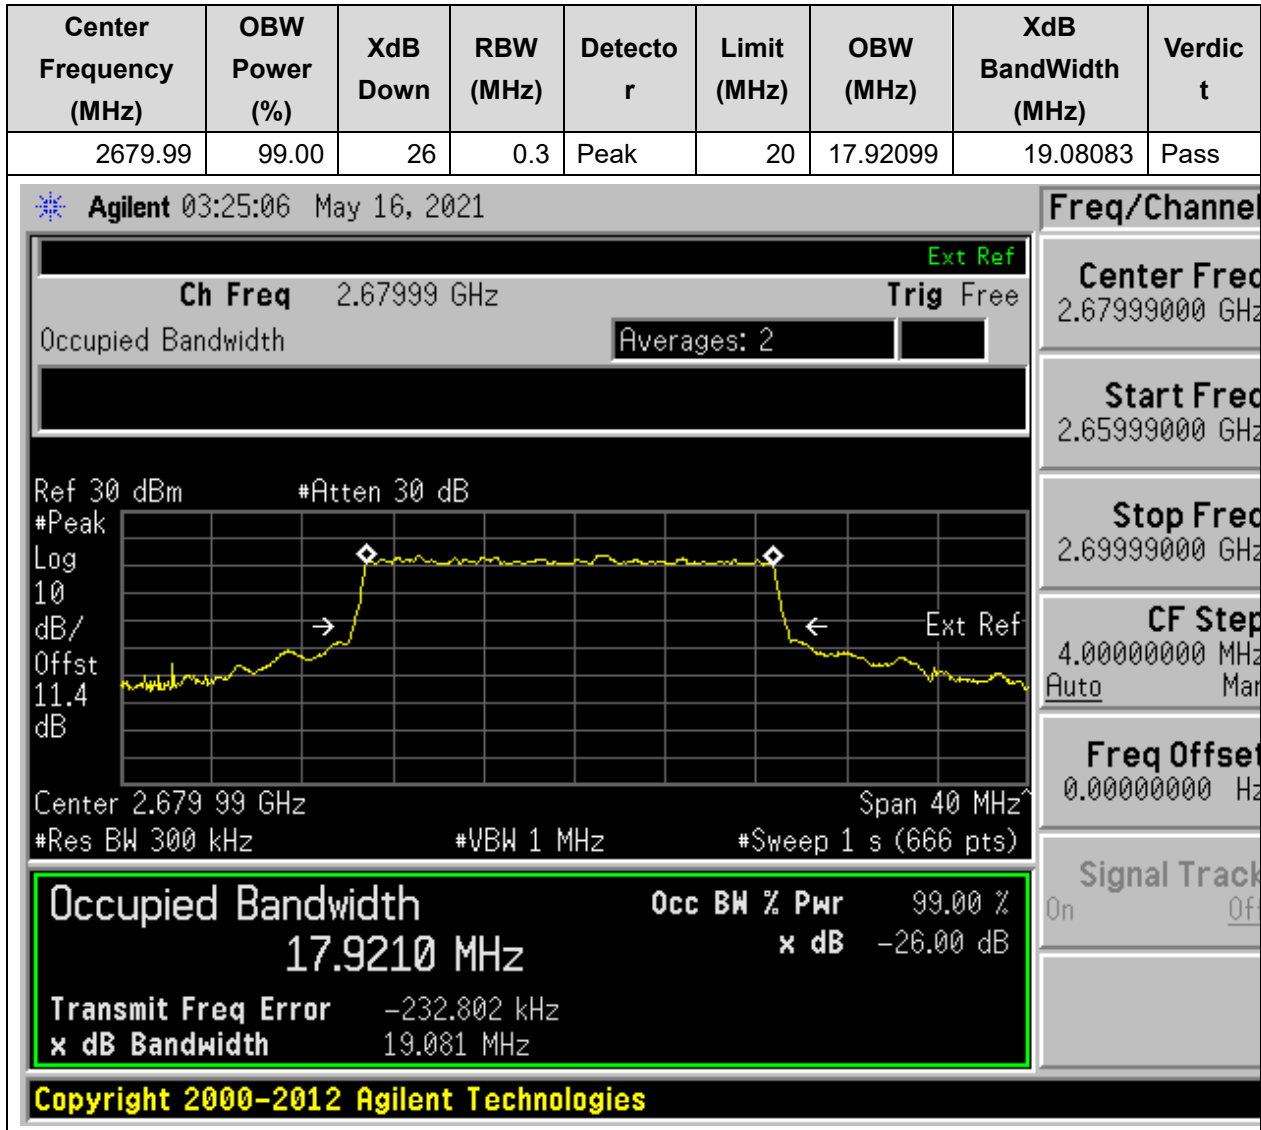 Center Frequency (MHz) OBW Power (%) XdB Down RBW (MHz) Detecto r Limit (MHz) OBW (MHz) XdB BandWidth (MHz) Verdic t
2679.99 99.00 26 0.3 Peak 20 17.92099 19.08083 Pass
Agilent 03:25:06 May 16, 2021 Freq/Channel
Ext Ref
Ch Freq 2.67999 GHz Trig Free
Occupied Bandwidth Averages: 2
Center Freq
2.67999000 GHz
Start Freq
2.65999000 GHz
Stop Freq
2.69999000 GHz
CF Step
4.00000000 MHz
Auto Man
Freq Offset
0.00000000 Hz
Signal Track
On Off
Ref 30 dBm #Atten 30 dB
#Peak
Log
10
dB/
Offst
11.4
dB
Ext Ref
Center 2.679 99 GHz Span 40 MHz^
#Res BW 300 kHz #VBW 1 MHz #Sweep 1 s (666 pts)
Occupied Bandwidth Occ BW % Pwr 99.00 %
17.9210 MHz x dB -26.00 dB
Transmit Freq Error -232.802 kHz
x dB Bandwidth 19.081 MHz
Copyright 2000-2012 Agilent Technologies